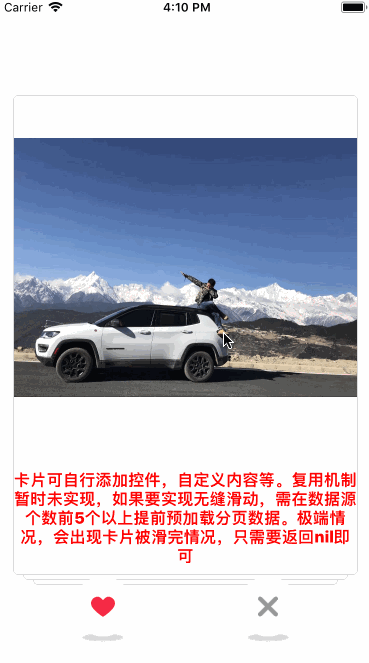 Carrier 4:10 PM
卡片可自行添加控件，自定义内容等。复用机制
暂时未实现，如果要实现无缝滑动，需在数据源
个数前5个以上提前预加载分页数据。极端情
况，会出现卡片被滑完情况，只需要返回nil即
可